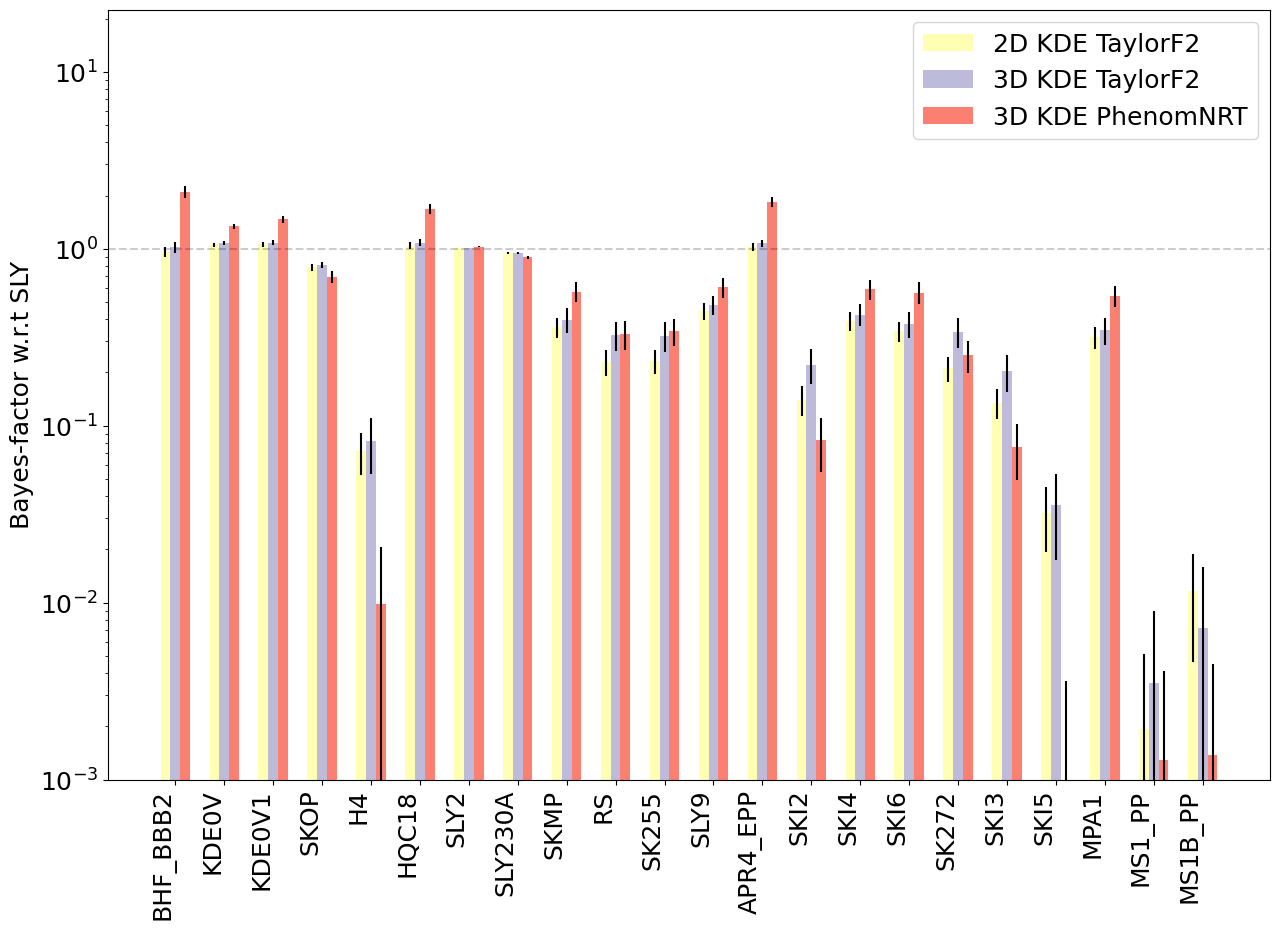 2D KDE TaylorF2
3D KDE TaylorF2
3D KDE PhenomNRT
Bayes-factor w.r.t SLY
10^1
10^0
10^-1
10^-2
10^-3
BHF_BBB2
KDE0V
KDE0V1
SKOP
H4
HQC18
SLY2
SLY230A
SKMP
RS
SK255
SLY9
APR4_EPP
SKI2
SKI4
SKI6
SK272
SKI3
SKI5
MPA1
MS1_PP
MS1B_PP